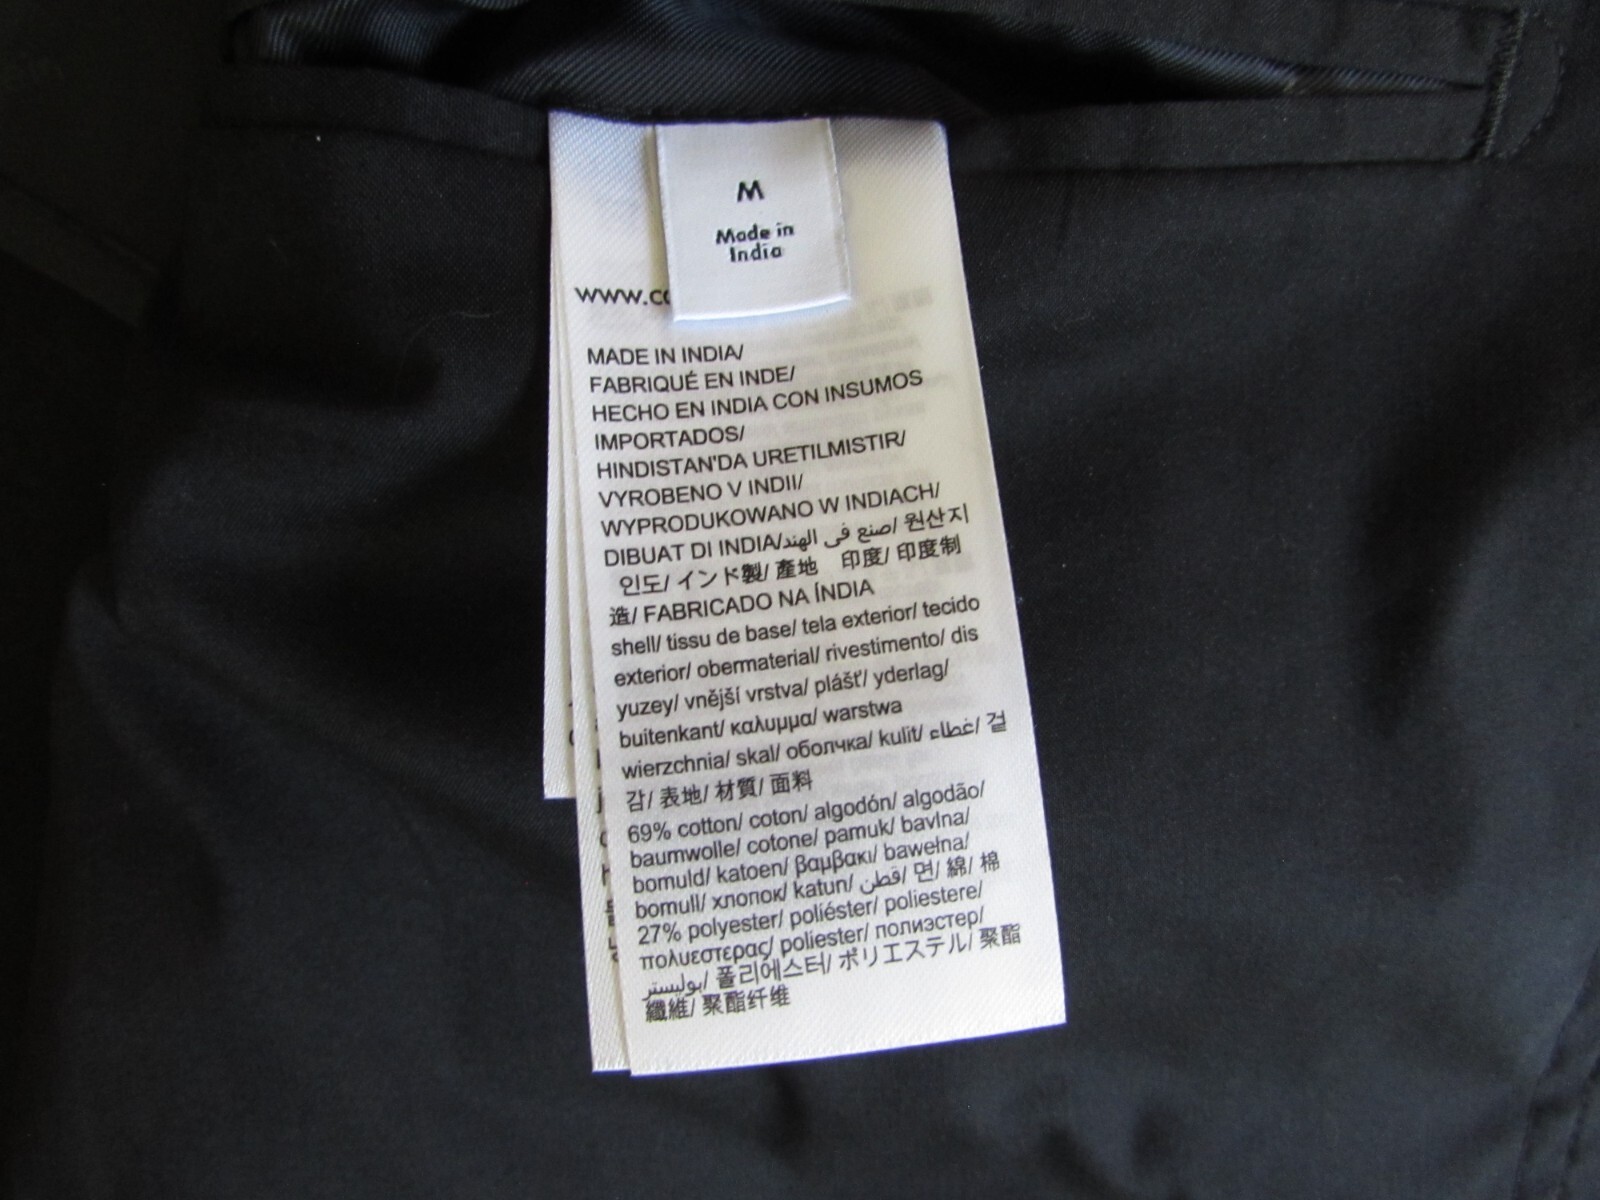 M
Made in
India
www.co
MADE IN INDIA/
FABRIQUÉ EN INDE/
HECHO EN INDIA CON INSUMOS
IMPORTADOS/
HINDISTAN'DA URETILMISTIR/
VYROBENO V INDII/
WYPRODUKOWANO W INDIACH/
DIBUAT DI INDIA/صنع فى الهند/ 원산지
인도/ インド製/ 產地 印度/ 印度制
造/ FABRICADO NA ÍNDIA
shell/ tissu de base/ tela exterior/ tecido
exterior/ obermaterial/ rivestimento/ dis
yuzey/ vnější vrstva/ plášť/ yderlag/
buitenkant/ καλυμμα/ warstwa
wierzchnia/ skal/ оболчка/ kulit/ غطاء/ 겉
감/ 表地/ 材質/ 面料
69% cotton/ coton/ algodón/ algodão/
baumwolle/ cotone/ pamuk/ bavlna/
bomuld/ katoen/ βαμβακι/ bawełna/
bomull/ хлопок/ katun/ قطن/ 면/ 綿/ 棉
27% polyester/ poliéster/ poliestere/
πολυεστερας/ poliester/ полиэстер/
بوليستر/ 폴리에스터/ ポリエステル/ 聚酯
纖維/ 聚酯纤维